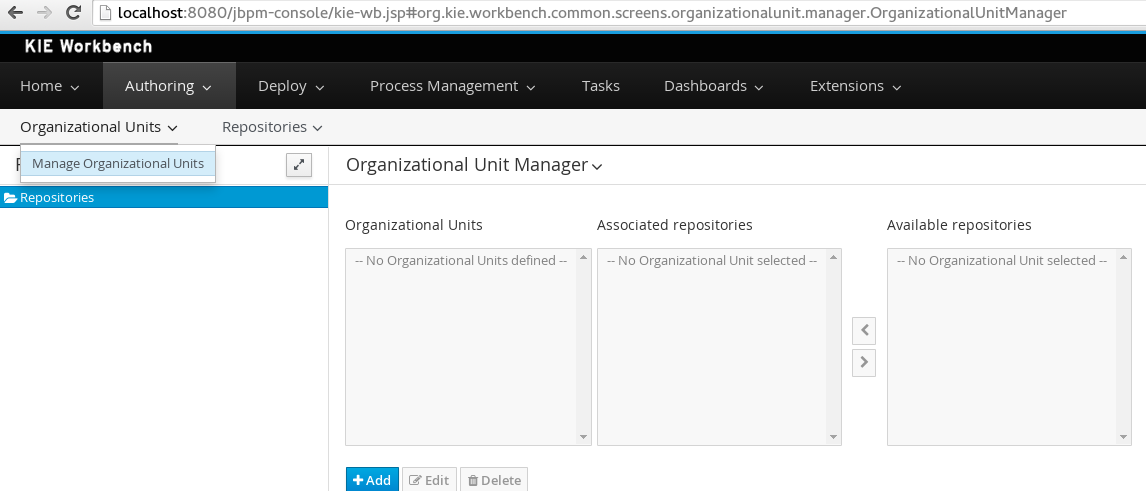 localhost:8080/jbpm-console/kie-wb.jsp#org.kie.workbench.common.screens.organizationalunit.manager.OrganizationalUnitManager
KIE Workbench
Home Authoring Deploy Process Management Tasks Dashboards Extensions
Organizational Units Repositories
Manage Organizational Units
Organizational Unit Manager
Repositories
Organizational Units Associated repositories Available repositories
-- No Organizational Units defined -- -- No Organizational Unit selected -- -- No Organizational Unit selected --
Add Edit Delete